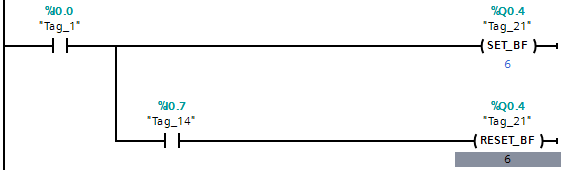 %I0.0
"Tag_1"
%Q0.4
"Tag_21"
SET_BF
6
%I0.7
"Tag_14"
%Q0.4
"Tag_21"
RESET_BF
6